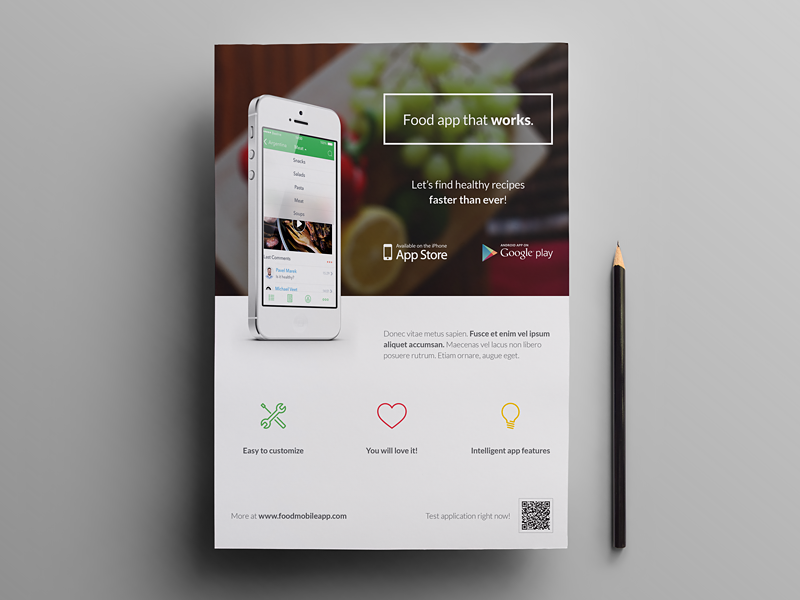 Food app that works.
Let's find healthy recipes
faster than ever!
Available on the iPhone
App Store
ANDROID APP ON
Google play
Argentina
Meat
Snacks
Salads
Pasta
Meat
Soups
Last Comments
Pavel Marek
Is it healthy?
Michael Veet
Donec vitae metus sapien. Fusce et enim vel ipsum
aliquet accumsan. Maecenas vel lacus non libero
posuere rutrum. Etiam ornare, augue eget.
Easy to customize
You will love it!
Intelligent app features
More at www.foodmobileapp.com
Test application right now!